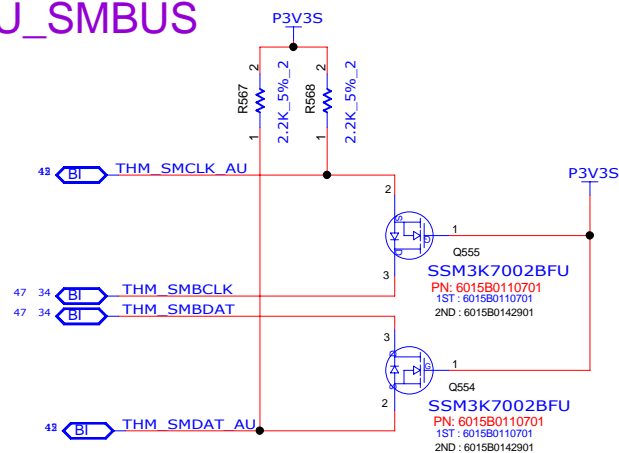 U_SMBUS
P3V3S
2 2
R567 2.2K_5%_2 R568 2.2K_5%_2
1 1
BI THM_SMCLK_AU
P3V3S
2
S
G 1
D
Q555
3 SSM3K7002BFU
PN: 6015B0110701
1ST : 6015B0110701
2ND : 6015B0142901
47 34 BI THM_SMBCLK
47 34 BI THM_SMBDAT
3
G 1
Q554
2 SSM3K7002BFU
PN: 6015B0110701
1ST : 6015B0110701
2ND : 6015B0142901
BI THM_SMDAT_AU